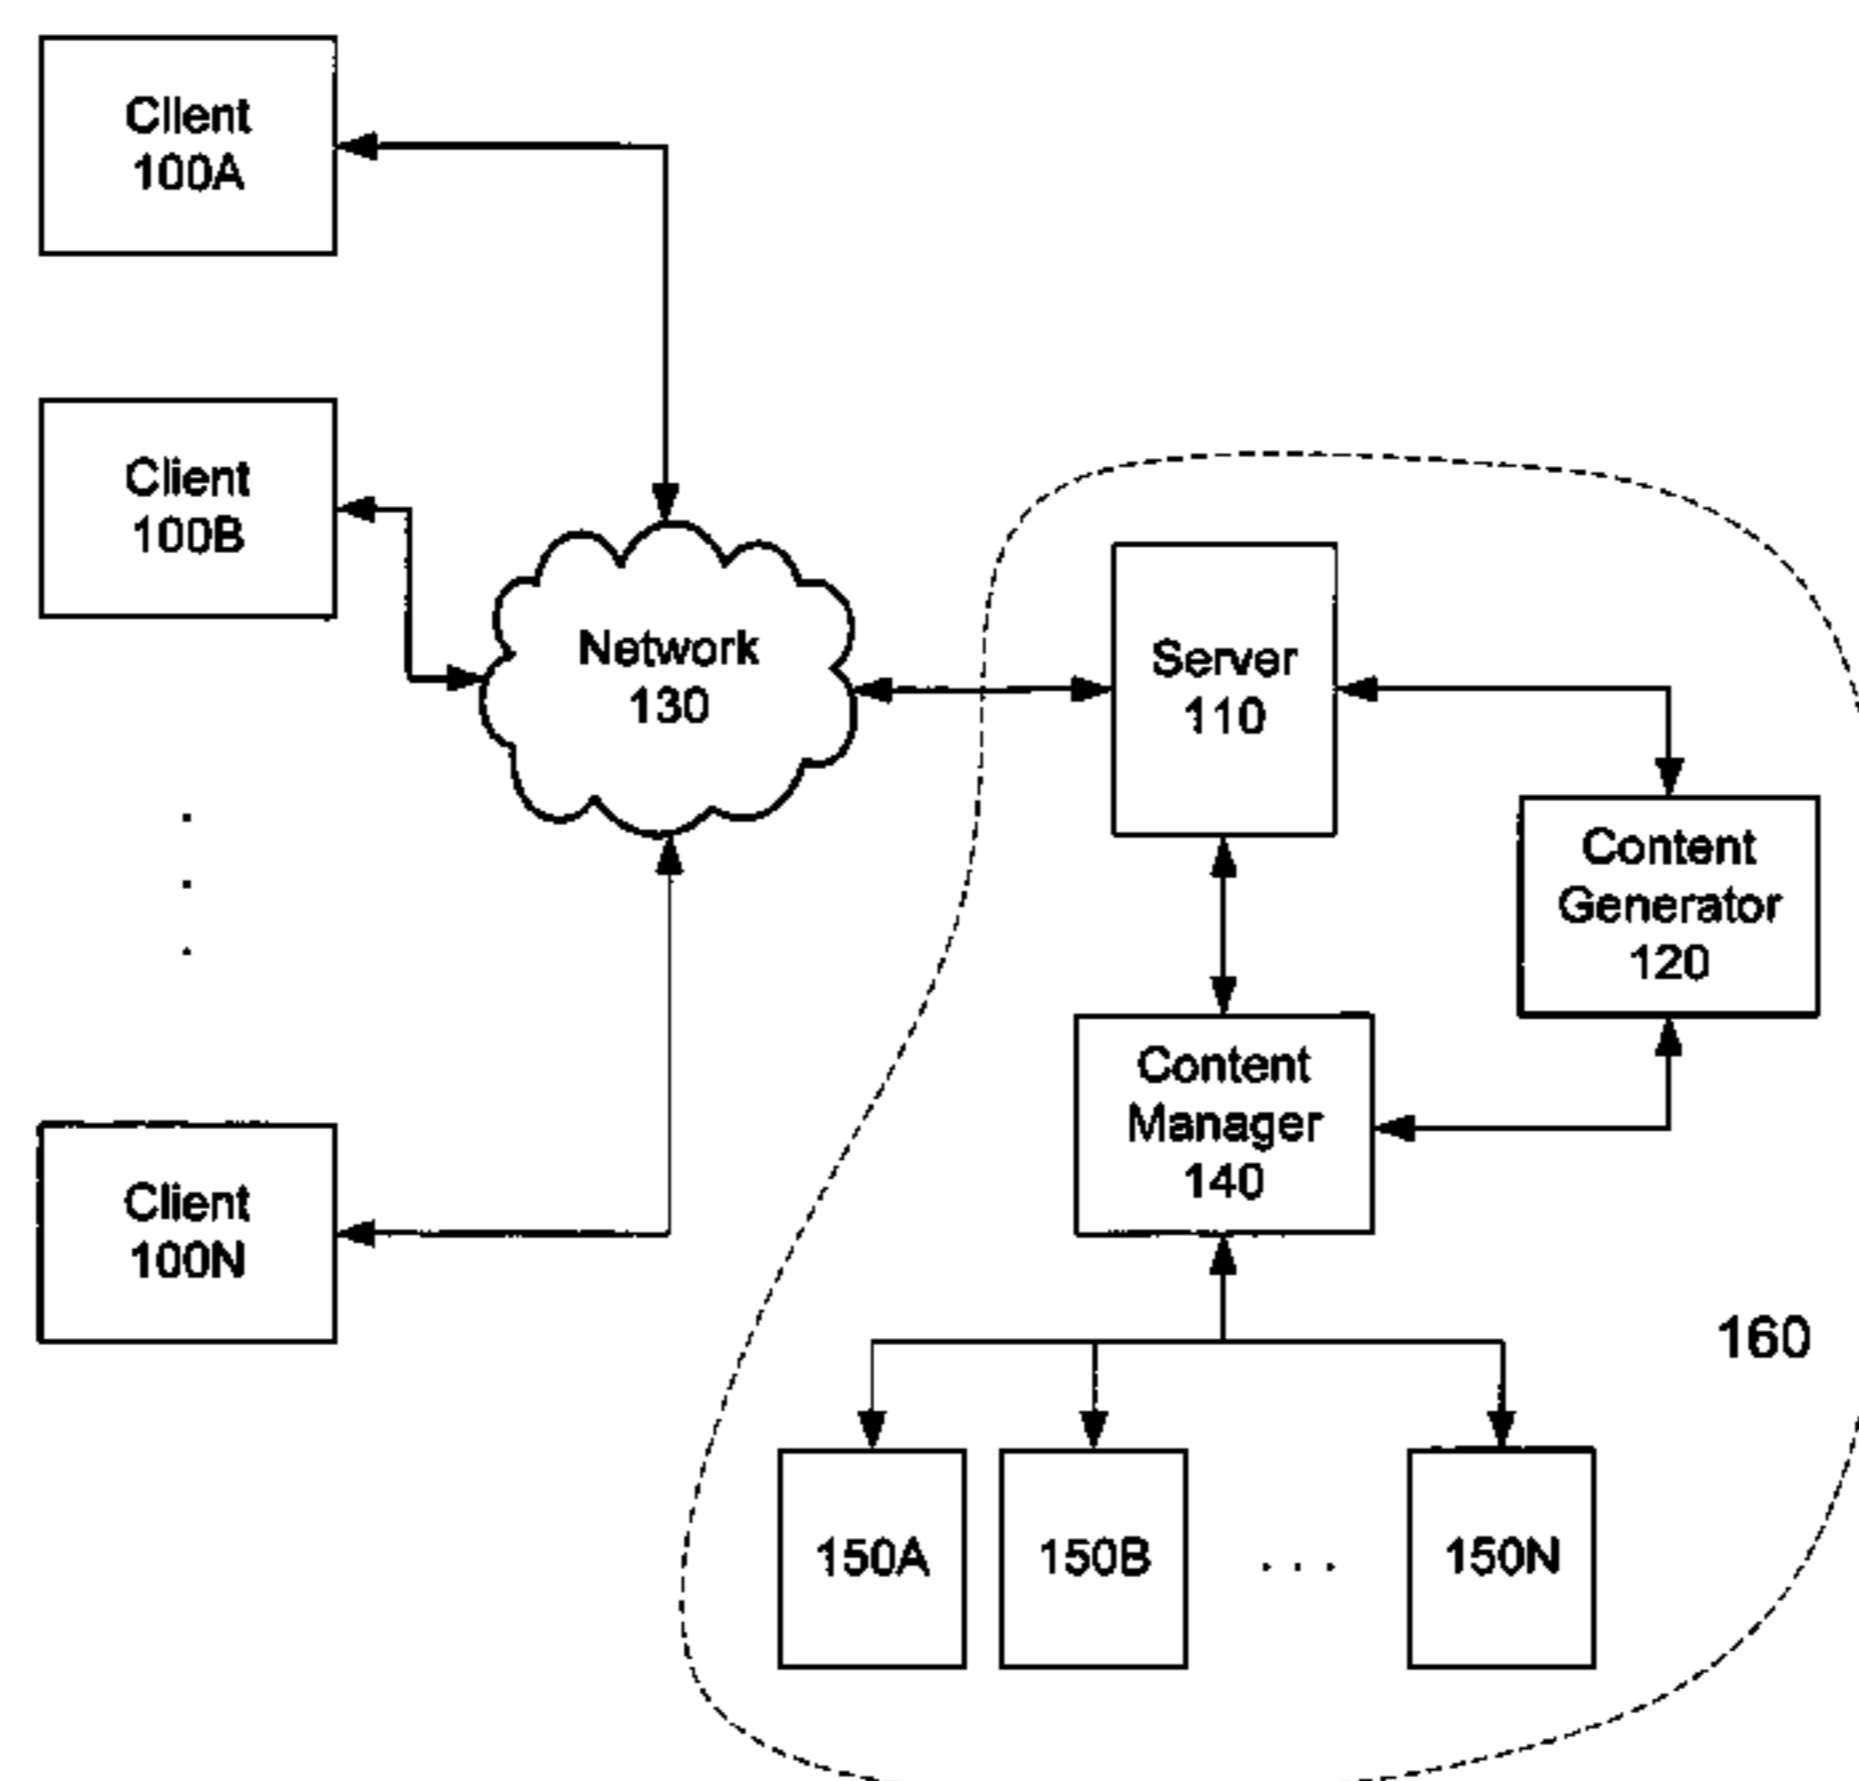 Client
100A
Client
100B
Network
130
Server
110
Content
Generator
120
Content
Manager
140
Client
100N
160
150A
150B
. . .
150N